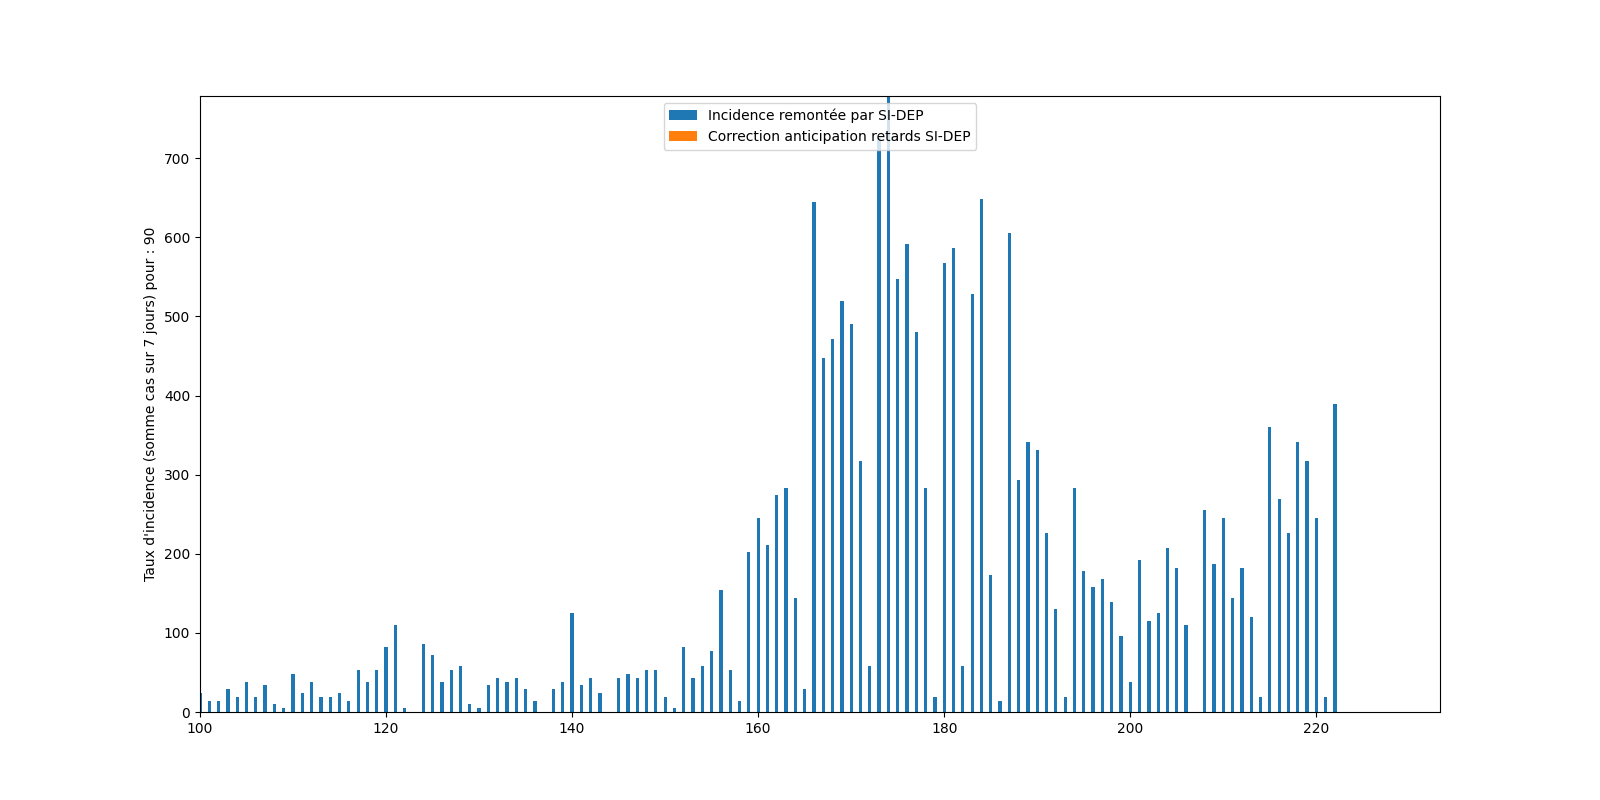 Incidence remontée par SI-DEP
Correction anticipation retards SI-DEP
Taux d'incidence (somme cas sur 7 jours) pour : 90
700
600
500
400
300
200
100
0
100 120 140 160 180 200 220